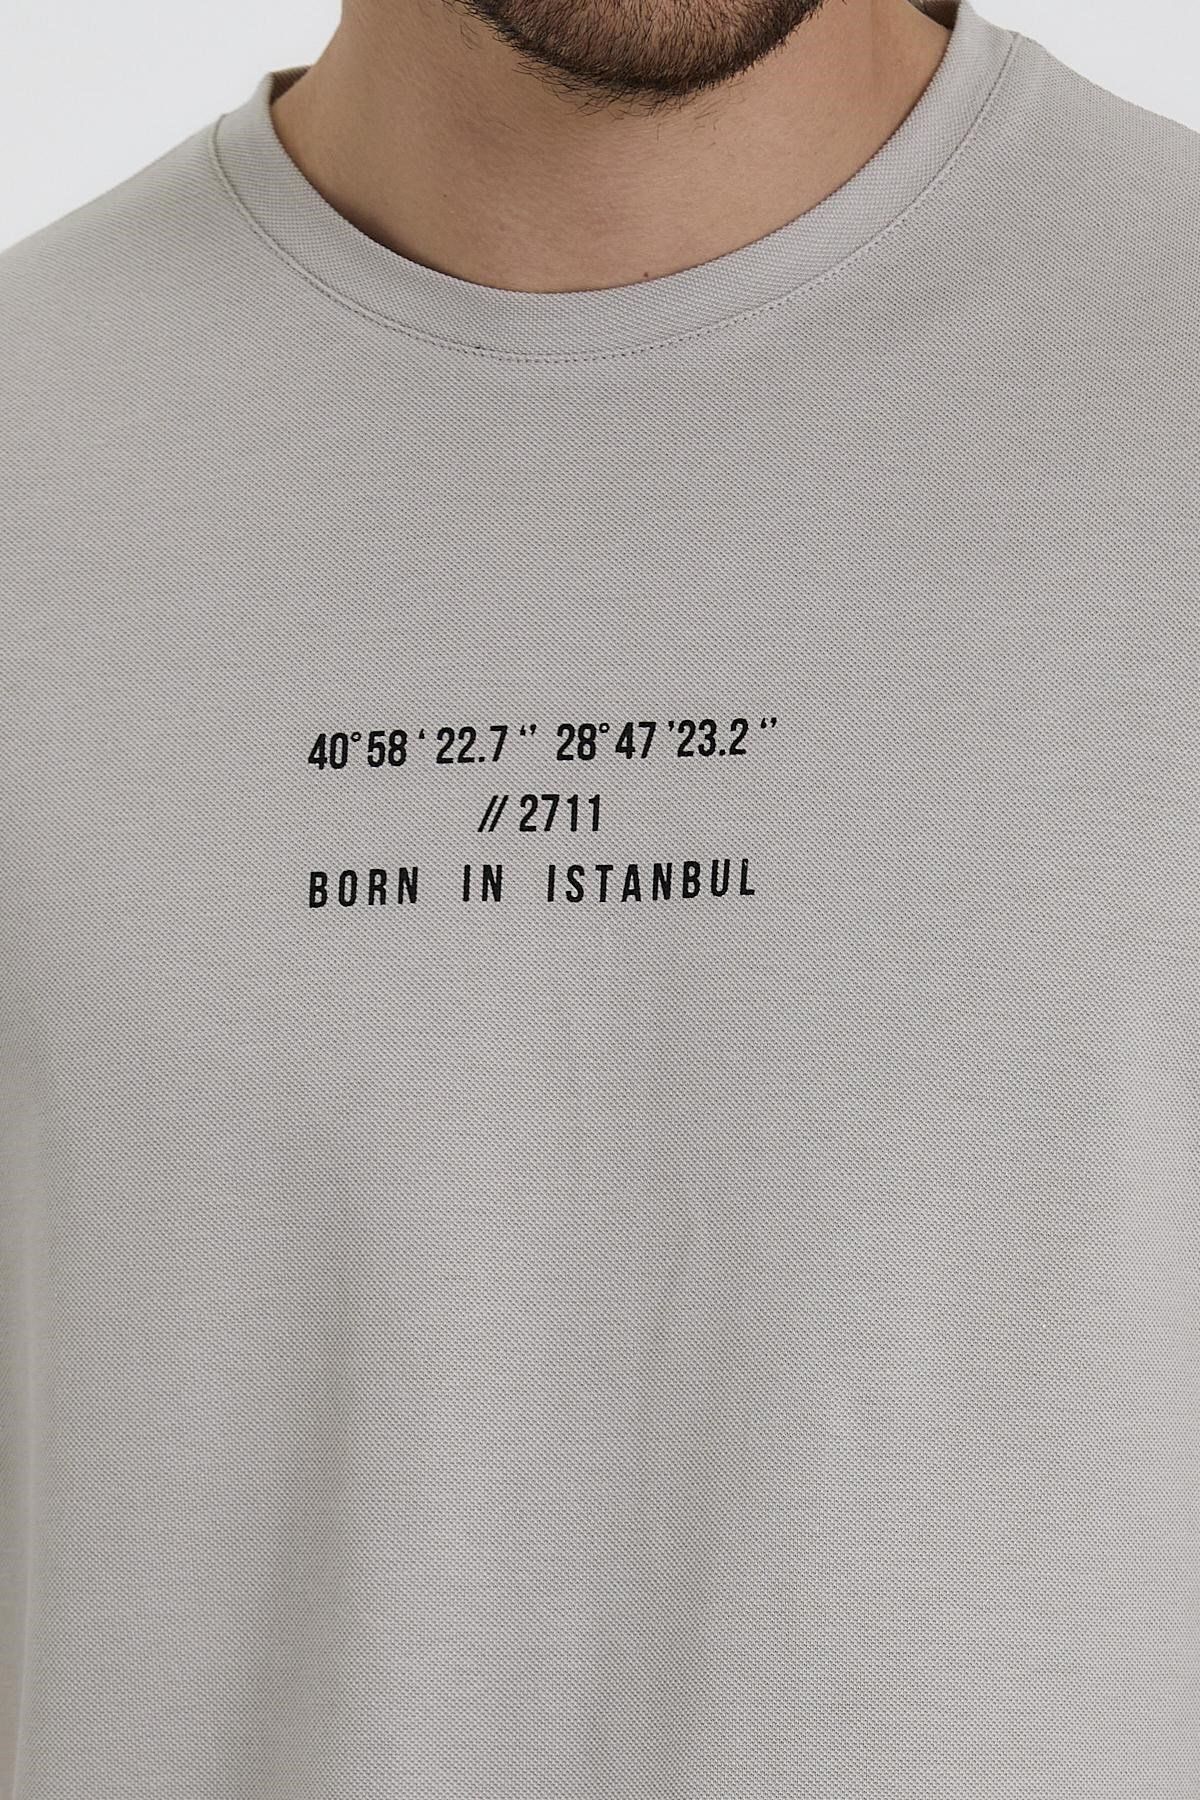 40°58 ‘ 22.7 ‘’ 28°47 ’23.2 ‘’
// 2711
BORN IN ISTANBUL